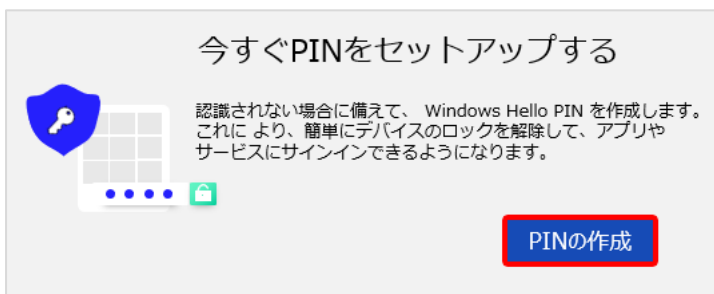 今すぐPINをセットアップする
認識されない場合に備えて、 Windows Hello PIN を作成します。
これに より、簡単にデバイスのロックを解除して、アプリや
サービスにサインインできるようになります。
PINの作成